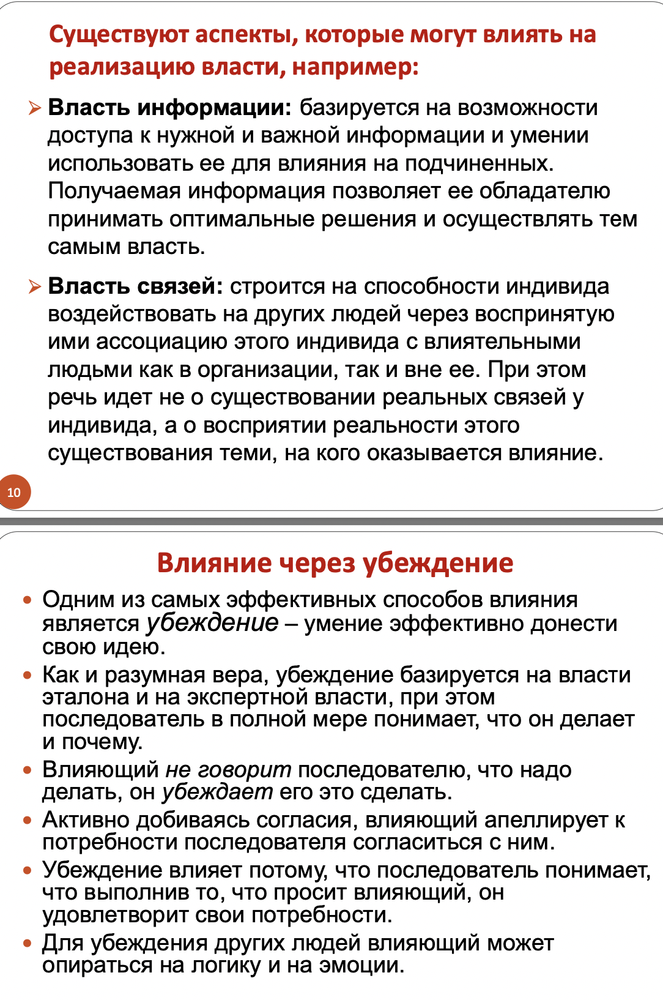 Существуют аспекты, которые могут влиять на
реализацию власти, например:
Власть информации: базируется на возможности
доступа к нужной и важной информации и умении
использовать ее для влияния на подчиненных.
Получаемая информация позволяет ее обладателю
принимать оптимальные решения и осуществлять тем
самым власть.
Власть связей: строится на способности индивида
воздействовать на других людей через воспринятую
ими ассоциацию этого индивида с влиятельными
людьми как в организации, так и вне ее. При этом
речь идет не о существовании реальных связей у
индивида, а о восприятии реальности этого
существования теми, на кого оказывается влияние.
10
Влияние через убеждение
• Одним из самых эффективных способов влияния
является убеждение – умение эффективно донести
свою идею.
• Как и разумная вера, убеждение базируется на власти
эталона и на экспертной власти, при этом
последователь в полной мере понимает, что он делает
и почему.
• Влияющий не говорит последователю, что надо
делать, он убеждает его это сделать.
• Активно добиваясь согласия, влияющий апеллирует к
потребности последователя согласиться с ним.
• Убеждение влияет потому, что последователь понимает,
что выполнив то, что просит влияющий, он
удовлетворит свои потребности.
• Для убеждения других людей влияющий может
опираться на логику и на эмоции.